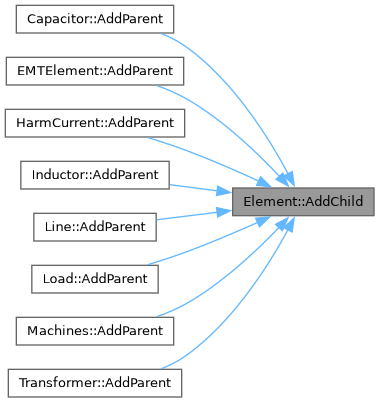 Capacitor::AddParent
EMTElement::AddParent
HarmCurrent::AddParent
Inductor::AddParent
Element::AddChild
Line::AddParent
Load::AddParent
Machines::AddParent
Transformer::AddParent